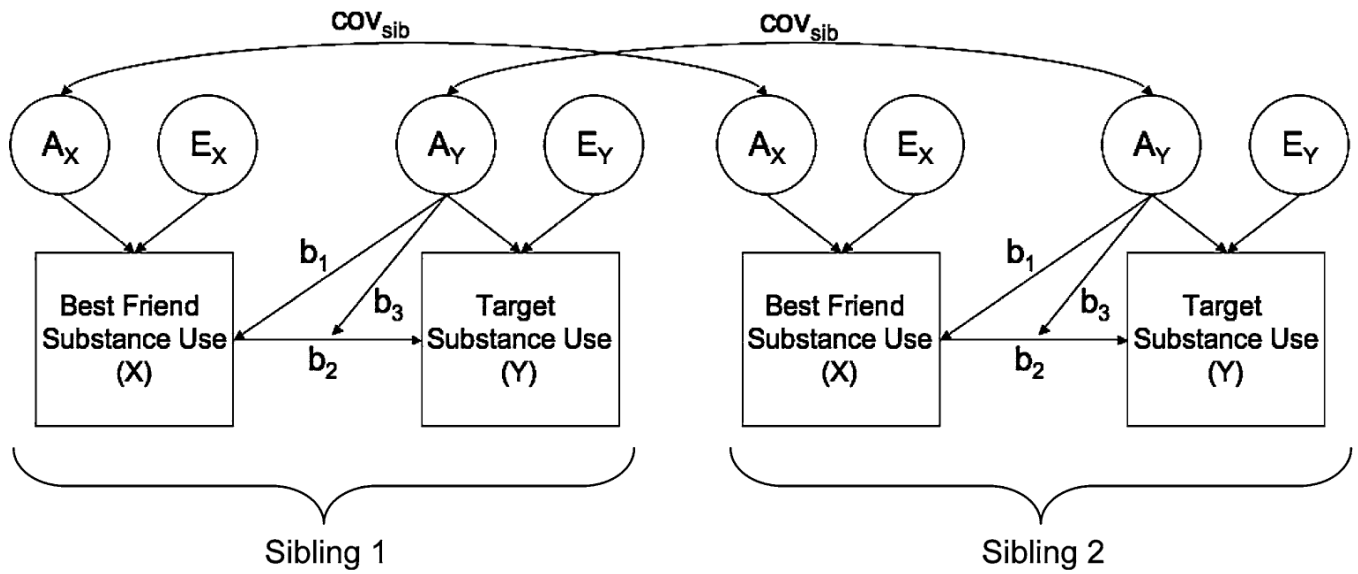 cov_sib cov_sib
A_X E_X A_Y E_Y A_X E_X A_Y E_Y
b_1 b_1
b_3 b_3
Best Friend
Substance Use
(X)
Target
Substance Use
(Y)
Best Friend
Substance Use
(X)
Target
Substance Use
(Y)
b_2 b_2
Sibling 1 Sibling 2